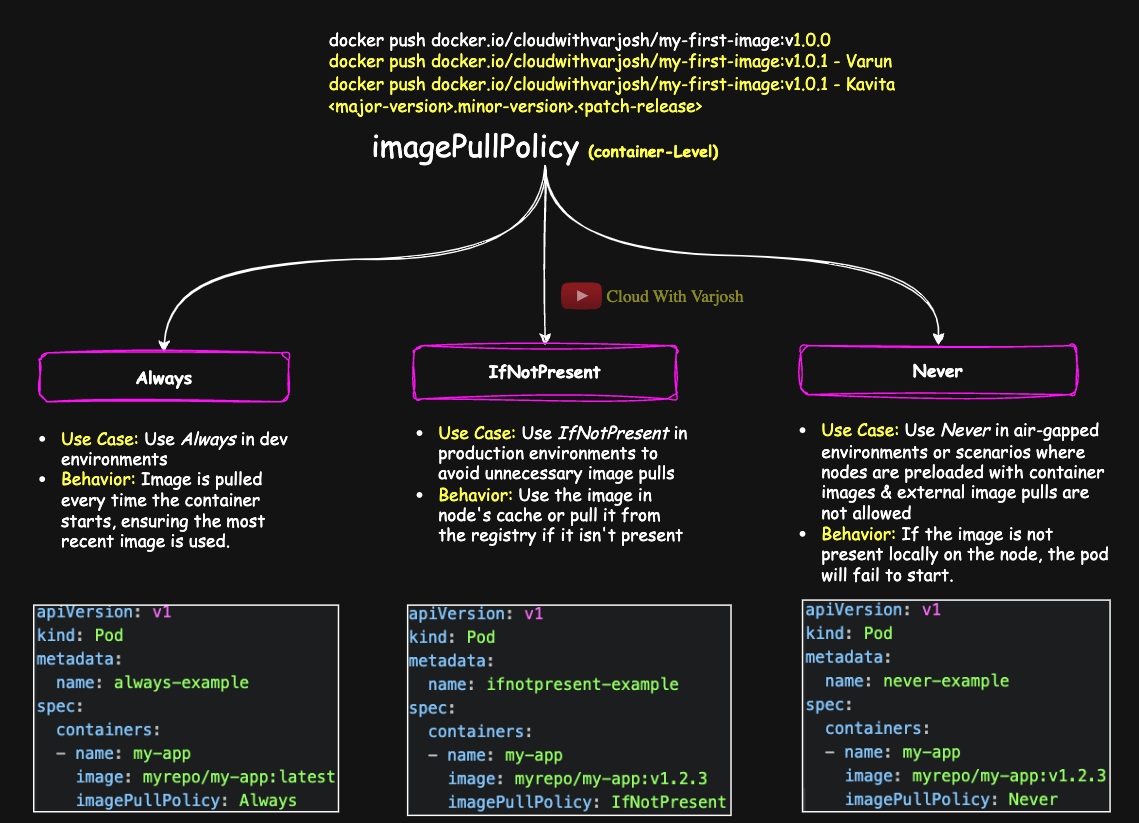 docker push docker.io/cloudwithvarjosh/my-first-image:v1.0.0
docker push docker.io/cloudwithvarjosh/my-first-image:v1.0.1 - Varun
docker push docker.io/cloudwithvarjosh/my-first-image:v1.0.1 - Kavita
<major-version>.minor-version>.<patch-release>
imagePullPolicy (container-Level)
Cloud With Varjosh
Always
• Use Case: Use Always in dev
environments
• Behavior: Image is pulled
every time the container
starts, ensuring the most
recent image is used.
apiVersion: v1
kind: Pod
metadata:
  name: always-example
spec:
  containers:
  - name: my-app
    image: myrepo/my-app:latest
    imagePullPolicy: Always
IfNotPresent
• Use Case: Use IfNotPresent in
production environments to
avoid unnecessary image pulls
• Behavior: Use the image in
node's cache or pull it from
the registry if it isn't present
apiVersion: v1
kind: Pod
metadata:
  name: ifnotpresent-example
spec:
  containers:
  - name: my-app
    image: myrepo/my-app:v1.2.3
    imagePullPolicy: IfNotPresent
Never
• Use Case: Use Never in air-gapped
environments or scenarios where
nodes are preloaded with container
images & external image pulls are
not allowed
• Behavior: If the image is not
present locally on the node, the pod
will fail to start.
apiVersion: v1
kind: Pod
metadata:
  name: never-example
spec:
  containers:
  - name: my-app
    image: myrepo/my-app:v1.2.3
    imagePullPolicy: Never